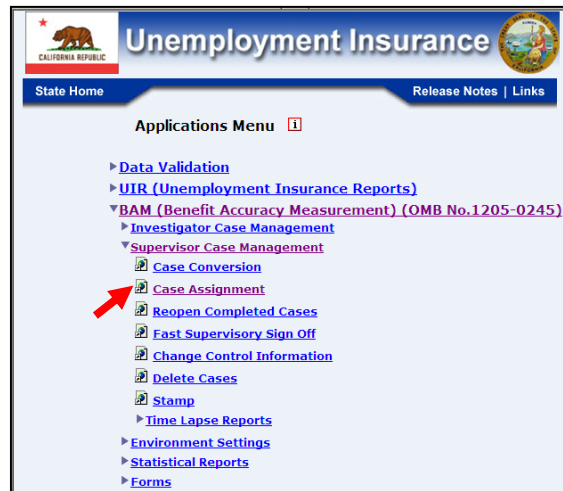 CALIFORNIA REPUBLIC
Unemployment Insurance
State Home
Release Notes | Links
Applications Menu i
Data Validation
UIR (Unemployment Insurance Reports)
BAM (Benefit Accuracy Measurement) (OMB No.1205-0245)
Investigator Case Management
Supervisor Case Management
Case Conversion
Case Assignment
Reopen Completed Cases
Fast Supervisory Sign Off
Change Control Information
Delete Cases
Stamp
Time Lapse Reports
Environment Settings
Statistical Reports
Forms